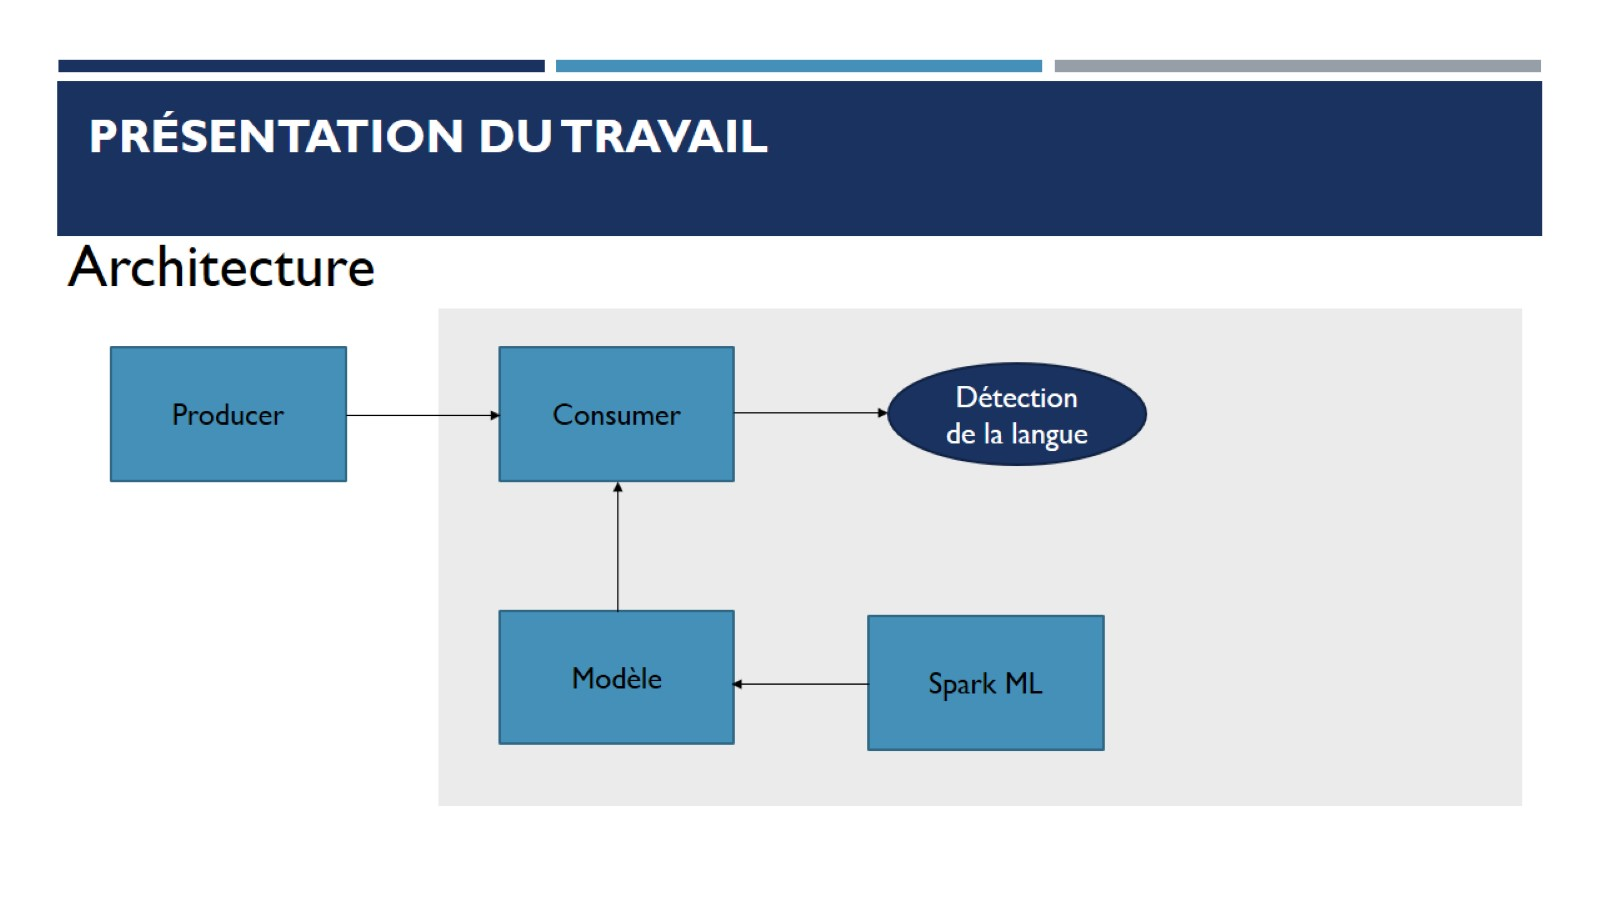 PRÉSENTATION DU TRAVAIL
Architecture
Producer
Consumer
Détection
de la langue
Modèle
Spark ML